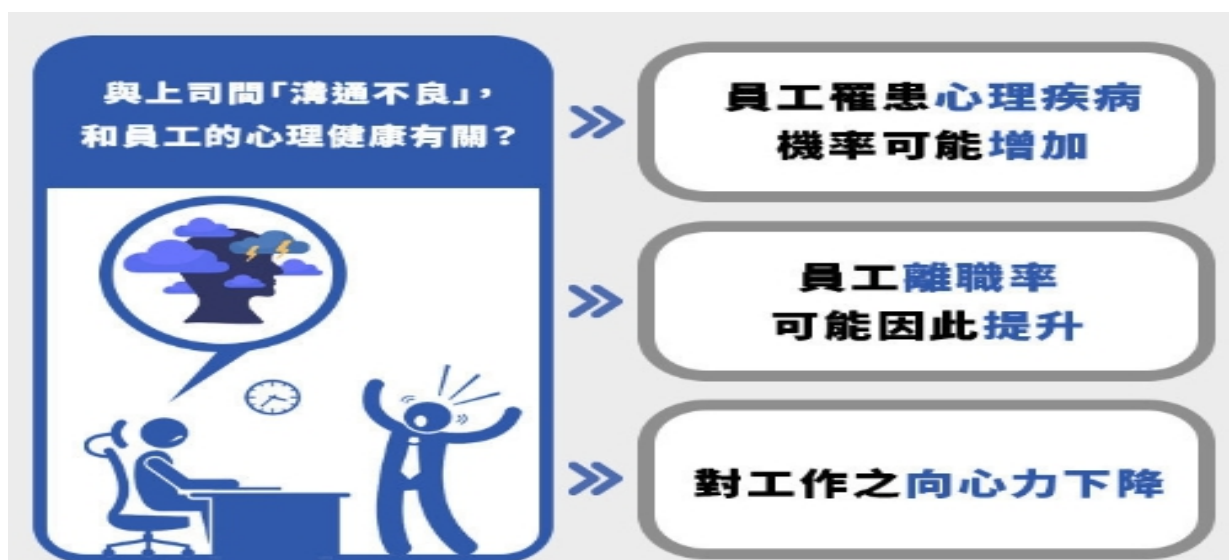 與上司間「溝通不良」，
和員工的心理健康有關？
員工罹患心理疾病
機率可能增加
員工離職率
可能因此提升
對工作之向心力下降